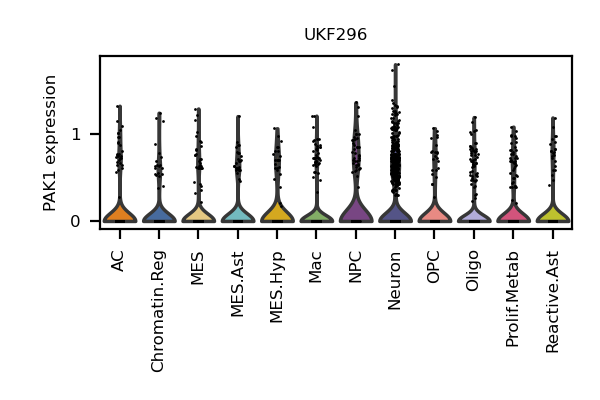 UKF296
PAK1 expression
1
0
AC
Chromatin.Reg
MES
MES.Ast
MES.Hyp
Mac
NPC
Neuron
OPC
Oligo
Prolif.Metab
Reactive.Ast